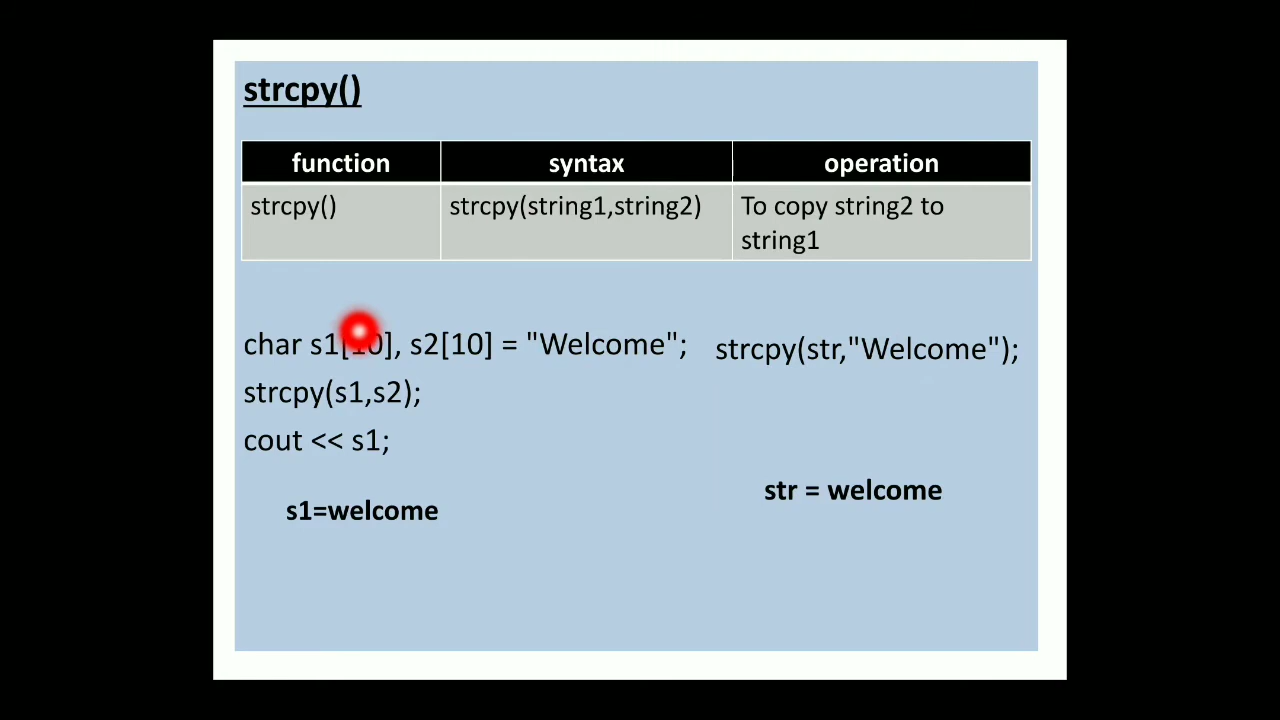 strcpy()
function syntax operation
strcpy() strcpy(string1,string2) To copy string2 to
string1
char s1[10], s2[10] = "Welcome"; strcpy(str,"Welcome");
strcpy(s1,s2);
cout << s1;
str = welcome
s1=welcome